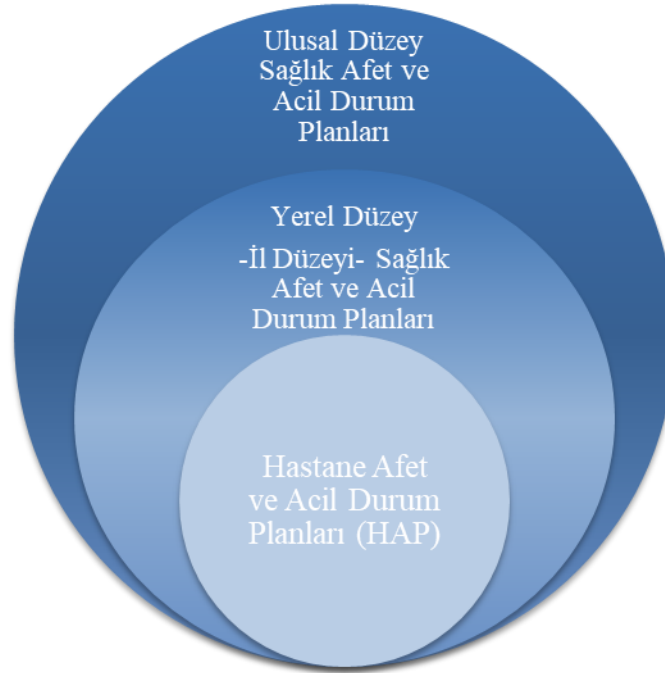 Ulusal Düzey
Sağlık Afet ve
Acil Durum
Planları
Yerel Düzey
-İl Düzeyi- Sağlık
Afet ve Acil
Durum Planları
Hastane Afet
ve Acil Durum
Planları (HAP)